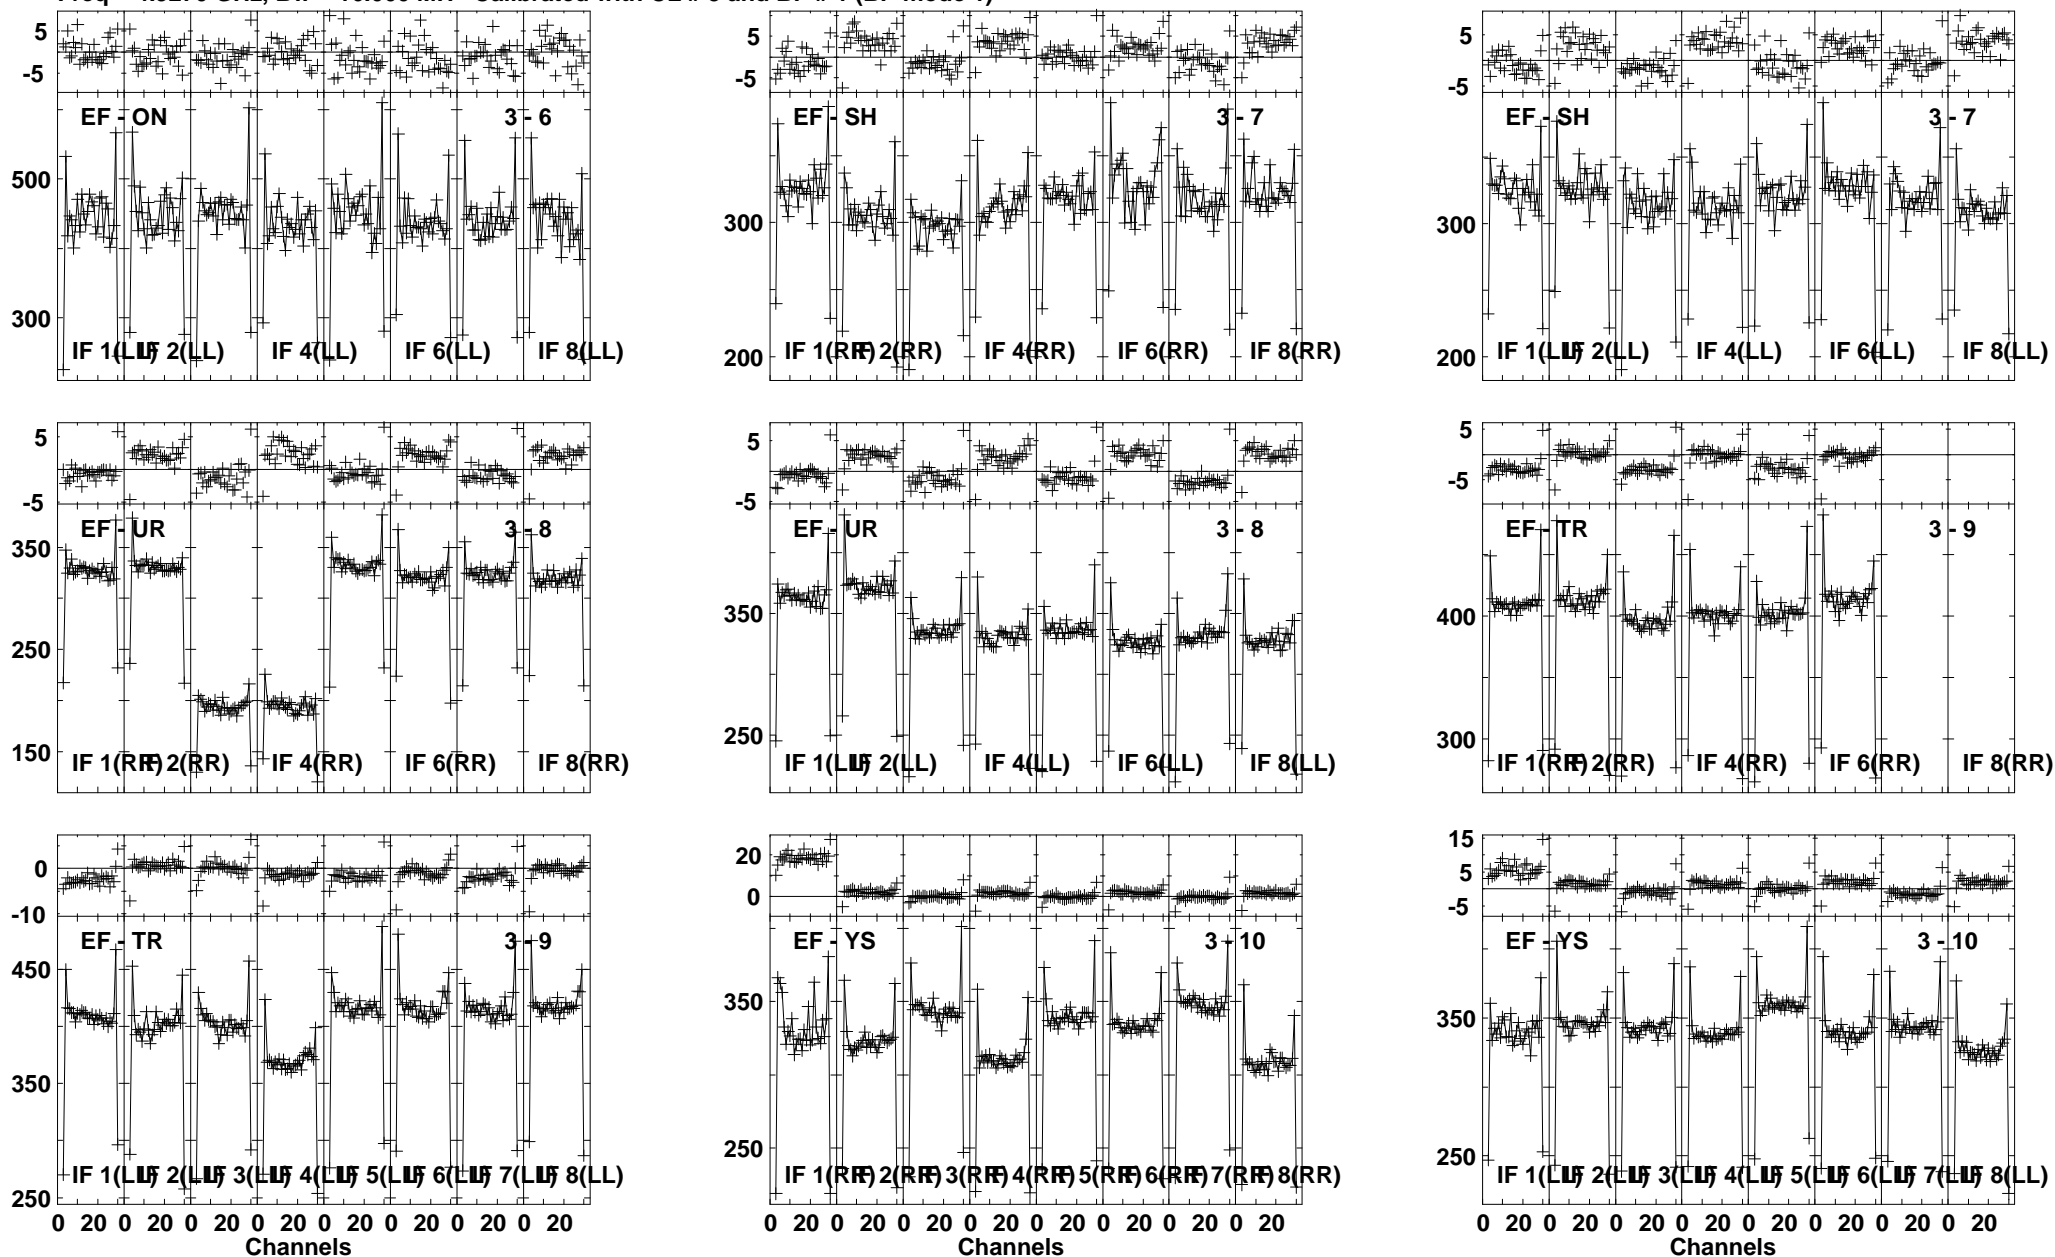 5 5 5
-5 -5 -5
EF - ON 3 - 6 EF - SH 3 - 7 EF - SH 3 - 7
500 300 300
300 200 200
IF 1(LL) IF 2(LL) IF 4(LL) IF 6(LL) IF 8(LL) IF 1(RR) IF 2(RR) IF 4(RR) IF 6(RR) IF 8(RR) IF 1(LL) IF 2(LL) IF 4(LL) IF 6(LL) IF 8(LL)
5 5 5
-5 -5 -5
EF - UR 3 - 8 EF - UR 3 - 8 EF - TR 3 - 9
350 350 400
250 250 300
150
IF 1(RR) IF 2(RR) IF 4(RR) IF 6(RR) IF 8(RR) IF 1(LL) IF 2(LL) IF 4(LL) IF 6(LL) IF 8(LL) IF 1(RR) IF 2(RR) IF 4(RR) IF 6(RR) IF 8(RR)
0 20 15
-10 0 5
-5
EF - TR 3 - 9 EF - YS 3 - 10 EF - YS 3 - 10
450 350 350
350 250 250
250
IF 1(LL) IF 2(LL) IF 3(LL) IF 4(LL) IF 5(LL) IF 6(LL) IF 7(LL) IF 8(LL) IF 1(RR) IF 2(RR) IF 3(RR) IF 4(RR) IF 5(RR) IF 6(RR) IF 7(RR) IF 8(RR) IF 1(LL) IF 2(LL) IF 3(LL) IF 4(LL) IF 5(LL) IF 6(LL) IF 7(LL) IF 8(LL)
0 20 0 20 0 20 0 20 0 20 0 20 0 20 0 20 0 20 0 20 0 20 0 20 0 20 0 20 0 20 0 20 0 20 0 20 0 20 0 20 0 20 0 20 0 20 0 20
Channels Channels Channels